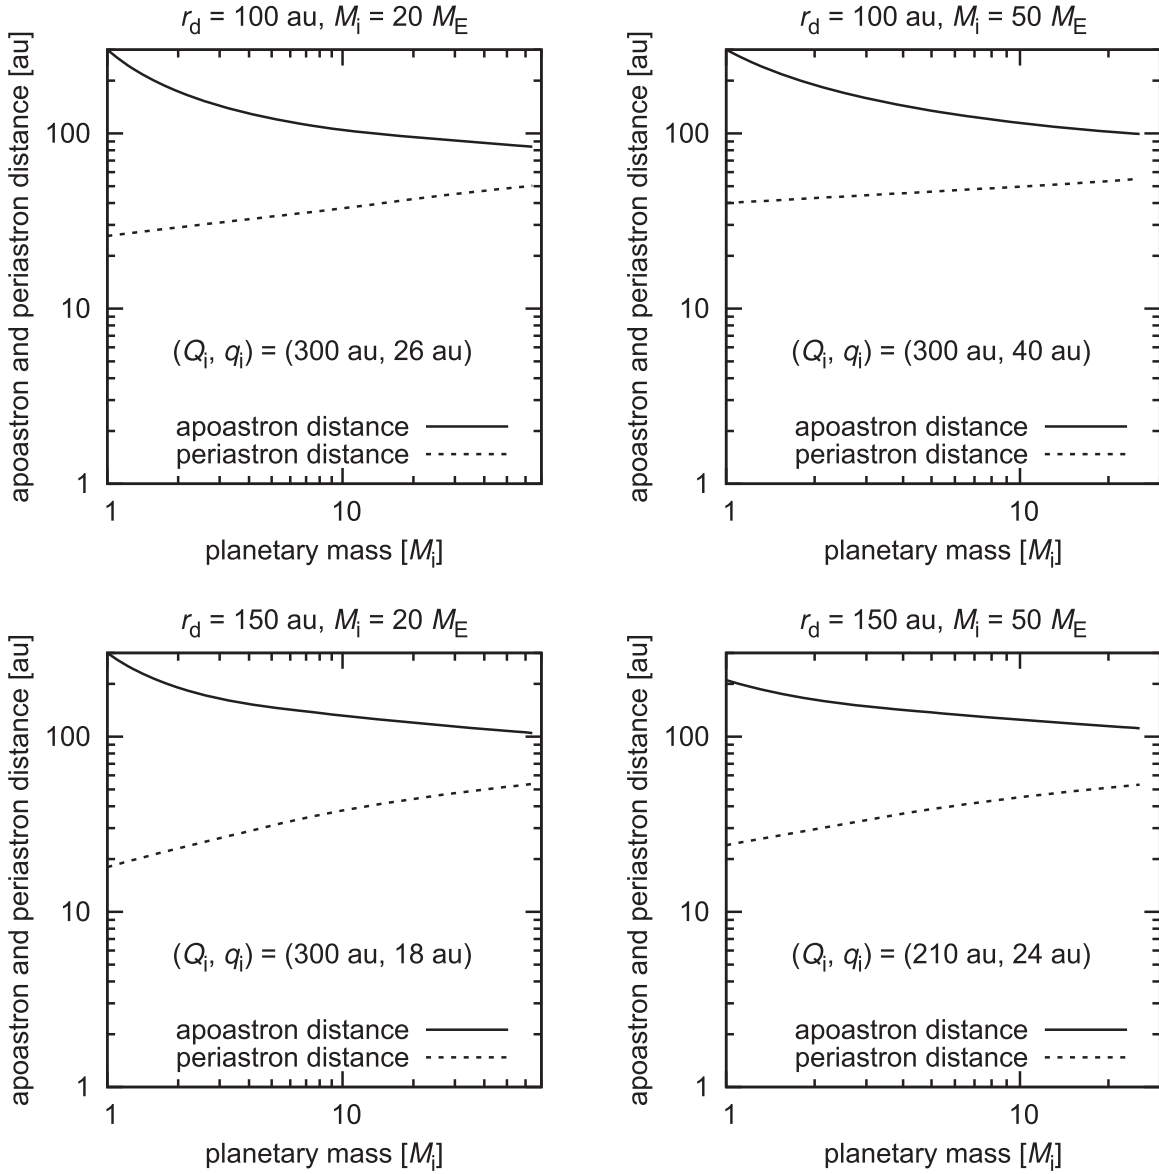 r_d = 100 au, M_i = 20 M_E
apoastron and periastron distance [au]
100
10
1
(Q_i, q_i) = (300 au, 26 au)
apoastron distance
periastron distance
1 10
planetary mass [M_i]
r_d = 100 au, M_i = 50 M_E
apoastron and periastron distance [au]
100
10
1
(Q_i, q_i) = (300 au, 40 au)
apoastron distance
periastron distance
1 10
planetary mass [M_i]
r_d = 150 au, M_i = 20 M_E
apoastron and periastron distance [au]
100
10
1
(Q_i, q_i) = (300 au, 18 au)
apoastron distance
periastron distance
1 10
planetary mass [M_i]
r_d = 150 au, M_i = 50 M_E
apoastron and periastron distance [au]
100
10
1
(Q_i, q_i) = (210 au, 24 au)
apoastron distance
periastron distance
1 10
planetary mass [M_i]